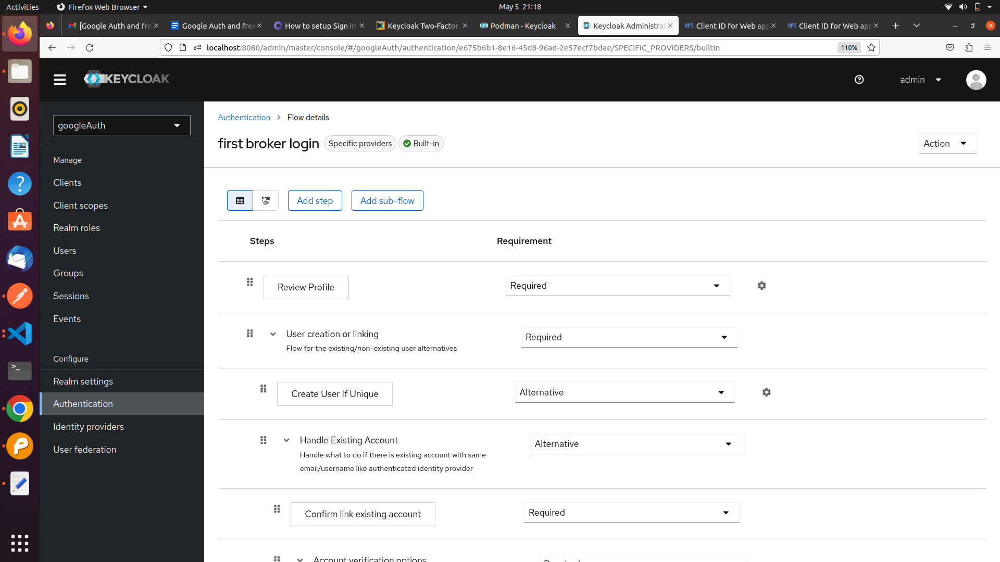 Activities
Firefox Web Browser
May 5 21:18
[Google Auth and fre
Google Auth and free
How to setup Sign in
Keycloak Two-Factor
Podman - Keycloak
Keycloak Administrat
API Client ID for Web app
API Client ID for Web app
localhost:8080/admin/master/console/#/googleAuth/authentication/e675b6b1-8e16-45d8-96ad-2e57ecf7bdae/SPECIFIC_PROVIDERS/builtIn
110%
KEYCLOAK
admin
googleAuth
Manage
Clients
Client scopes
Realm roles
Users
Groups
Sessions
Events
Configure
Realm settings
Authentication
Identity providers
User federation
Authentication > Flow details
first broker login
Specific providers
Built-in
Action
Add step
Add sub-flow
Steps
Requirement
Review Profile
Required
User creation or linking
Flow for the existing/non-existing user alternatives
Required
Create User If Unique
Alternative
Handle Existing Account
Handle what to do if there is existing account with same
email/username like authenticated identity provider
Alternative
Confirm link existing account
Required
Account verification options
Required